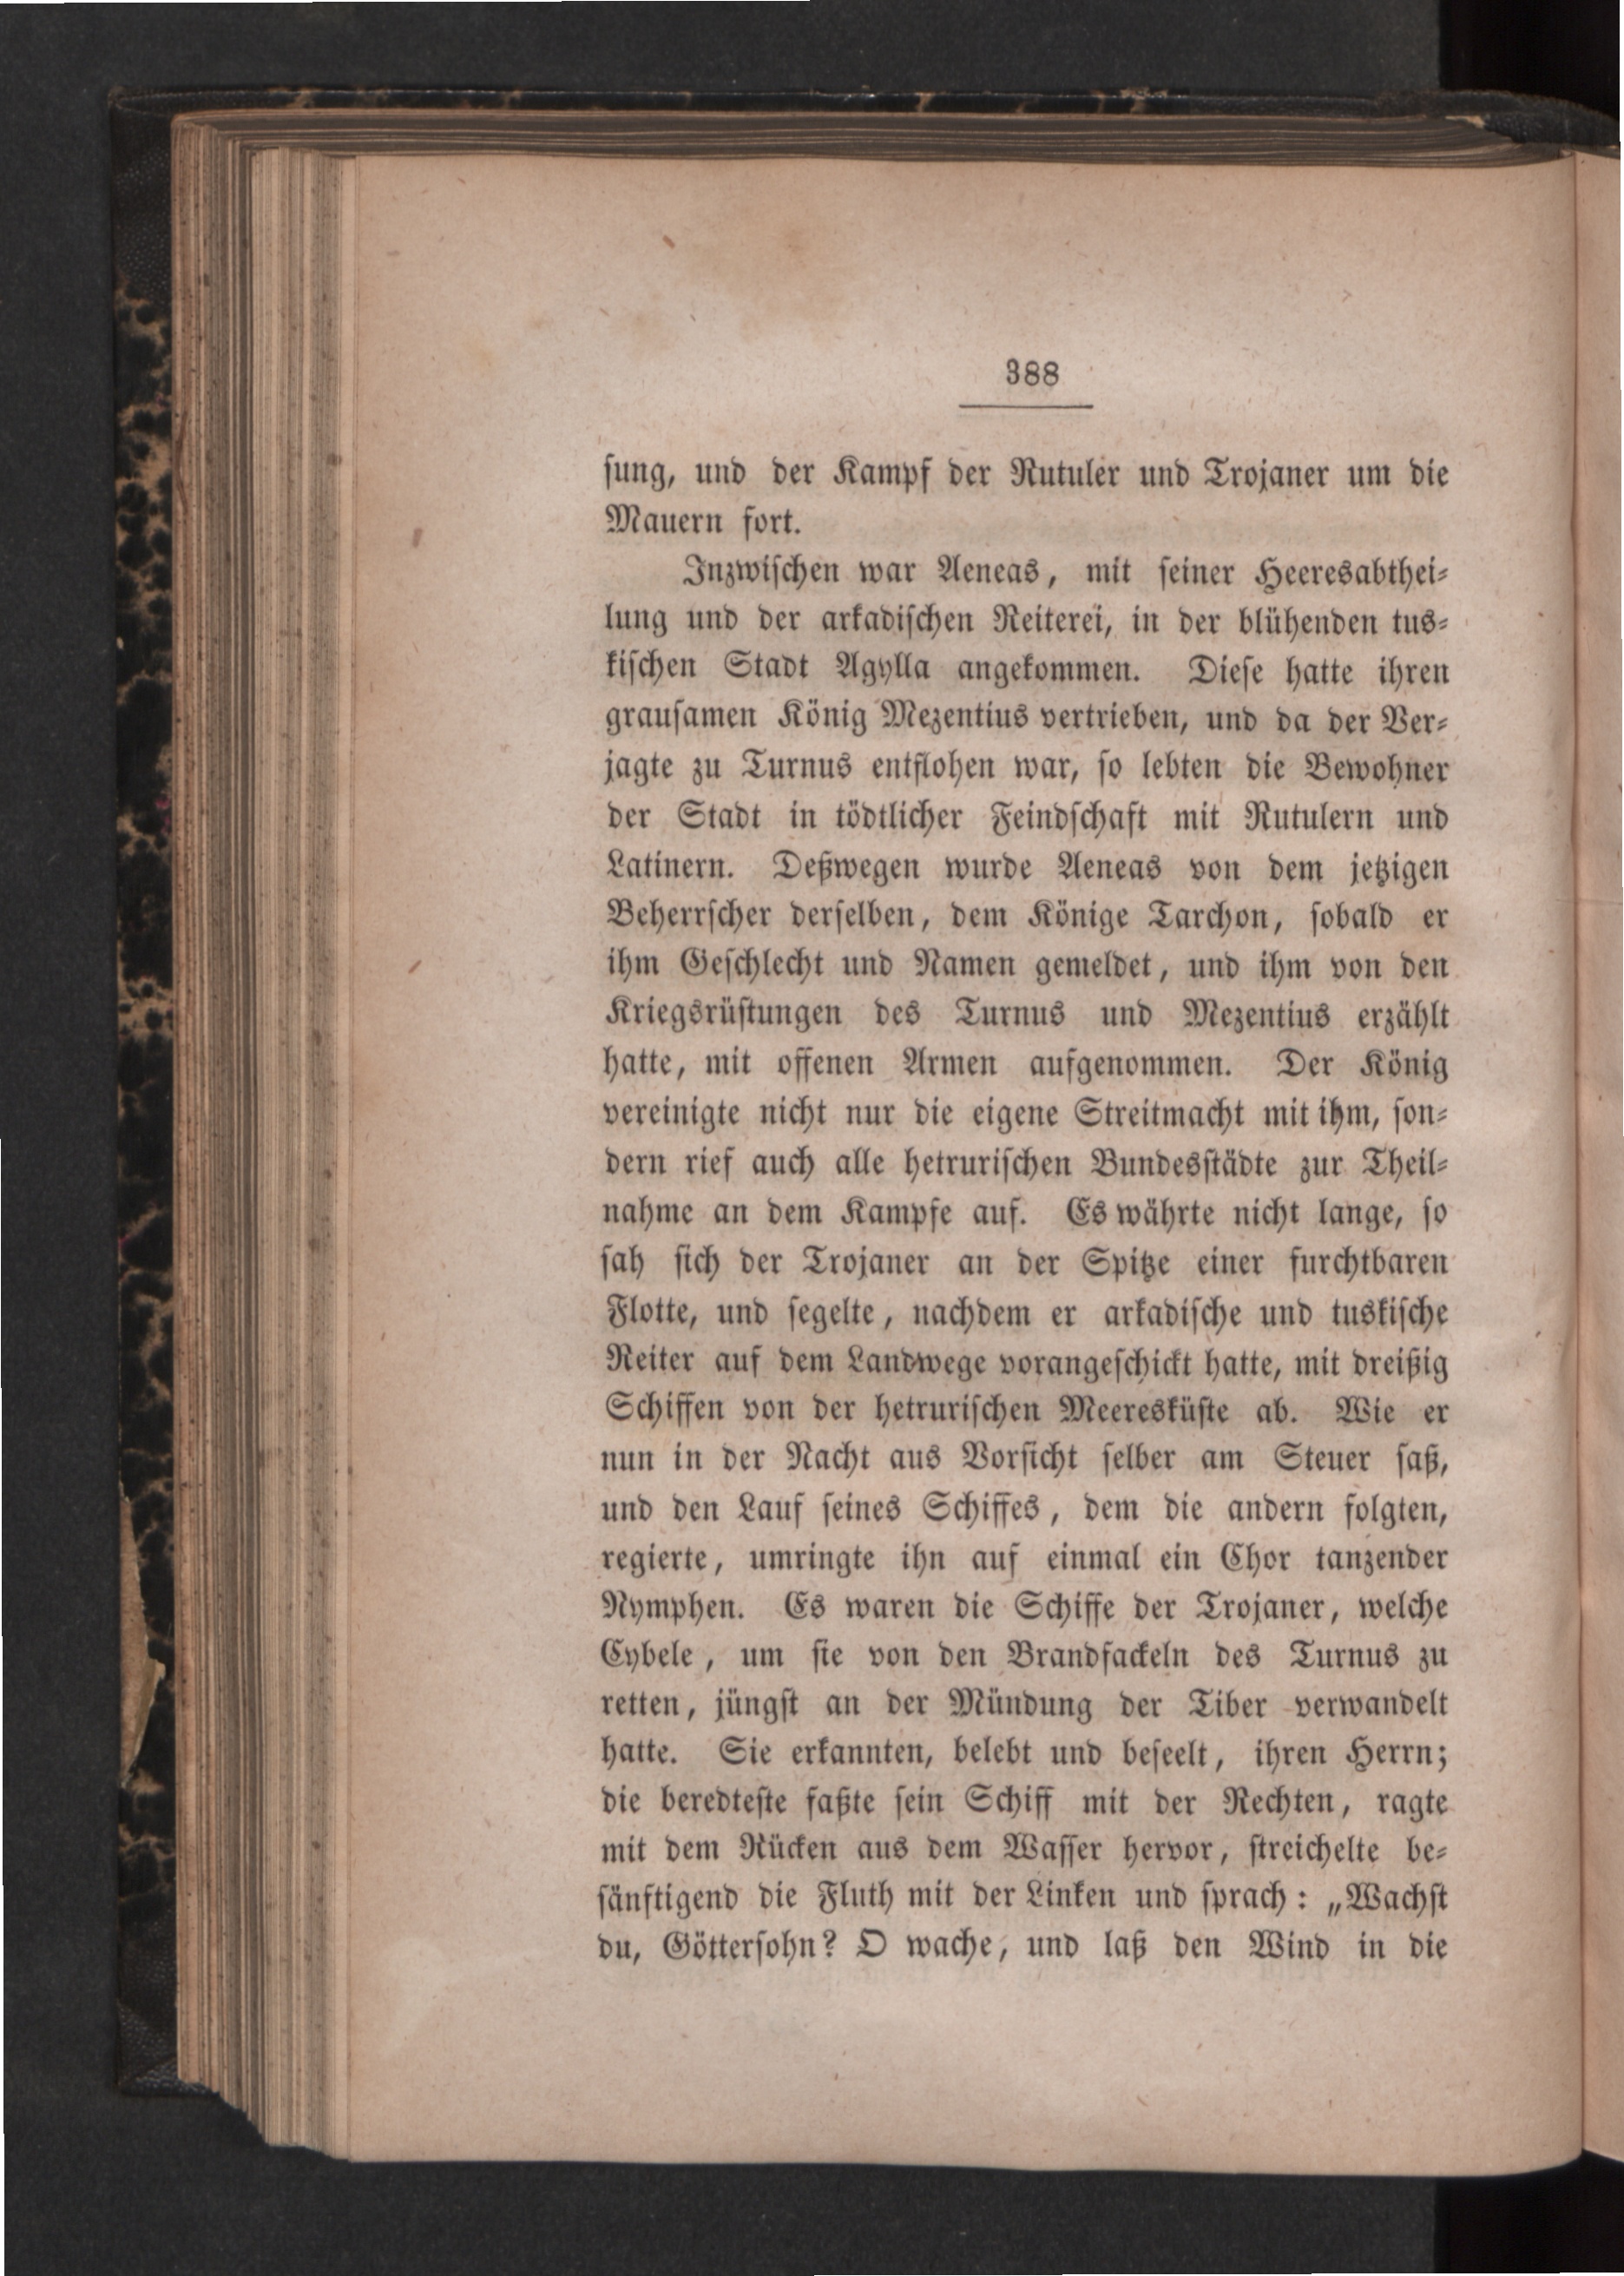 388
sung, und der Kampf der Rutuler und Trojaner um die
Mauern fort.
Inzwischen war Aeneas, mit seiner Heeresabthei-
lung und der arkadischen Reiterei, in der blühenden tus-
kischen Stadt Agylla angekommen. Diese hatte ihren
grausamen König Mezentius vertrieben, und da der Ver-
jagte zu Turnus entflohen war, so lebten die Bewohner
der Stadt in tödtlicher Feindschaft mit Rutulern und
Latinern. Deßwegen wurde Aeneas von dem jetzigen
Beherrscher derselben, dem Könige Tarchon, sobald er
ihm Geschlecht und Namen gemeldet, und ihm von den
Kriegsrüstungen des Turnus und Mezentius erzählt
hatte, mit offenen Armen aufgenommen. Der König
vereinigte nicht nur die eigene Streitmacht mit ihm, son-
dern rief auch alle hetrurischen Bundesstädte zur Theil-
nahme an dem Kampfe auf. Es währte nicht lange, so
sah sich der Trojaner an der Spitze einer furchtbaren
Flotte, und segelte, nachdem er arkadische und tuskische
Reiter auf dem Landwege vorangeschickt hatte, mit dreißig
Schiffen von der hetrurischen Meeresküste ab. Wie er
nun in der Nacht aus Vorsicht selber am Steuer saß,
und den Lauf seines Schiffes, dem die andern folgten,
regierte, umringte ihn auf einmal ein Chor tanzender
Nymphen. Es waren die Schiffe der Trojaner, welche
Cybele, um sie von den Brandfackeln des Turnus zu
retten, jüngst an der Mündung der Tiber verwandelt
hatte. Sie erkannten, belebt und beseelt, ihren Herrn;
die beredteste faßte sein Schiff mit der Rechten, ragte
mit dem Rücken aus dem Wasser hervor, streichelte be-
sänftigend die Fluth mit der Linken und sprach: „Wachst
du, Göttersohn? O wache, und laß den Wind in die